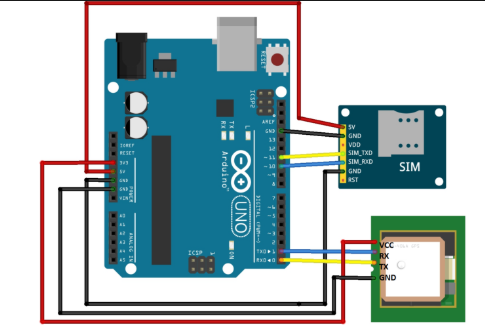 RESET
ICSP2
AREF
GND
13
12
~11
~10
~9
8
7
~6
~5
4
~3
2
TX▸1
RX◂0
IOREF
RESET
3V3
5V
GND
GND
VIN
POWER
A0
A1
A2
A3
A4
A5
ANALOG IN
TX
RX
L
Arduino
UNO
ON
ICSP
1
DIGITAL (PWM~)
5V
GND
VDD
SIM_TXD
SIM_RXD
GND
RST
SIM
VCC
RX
TX
GND